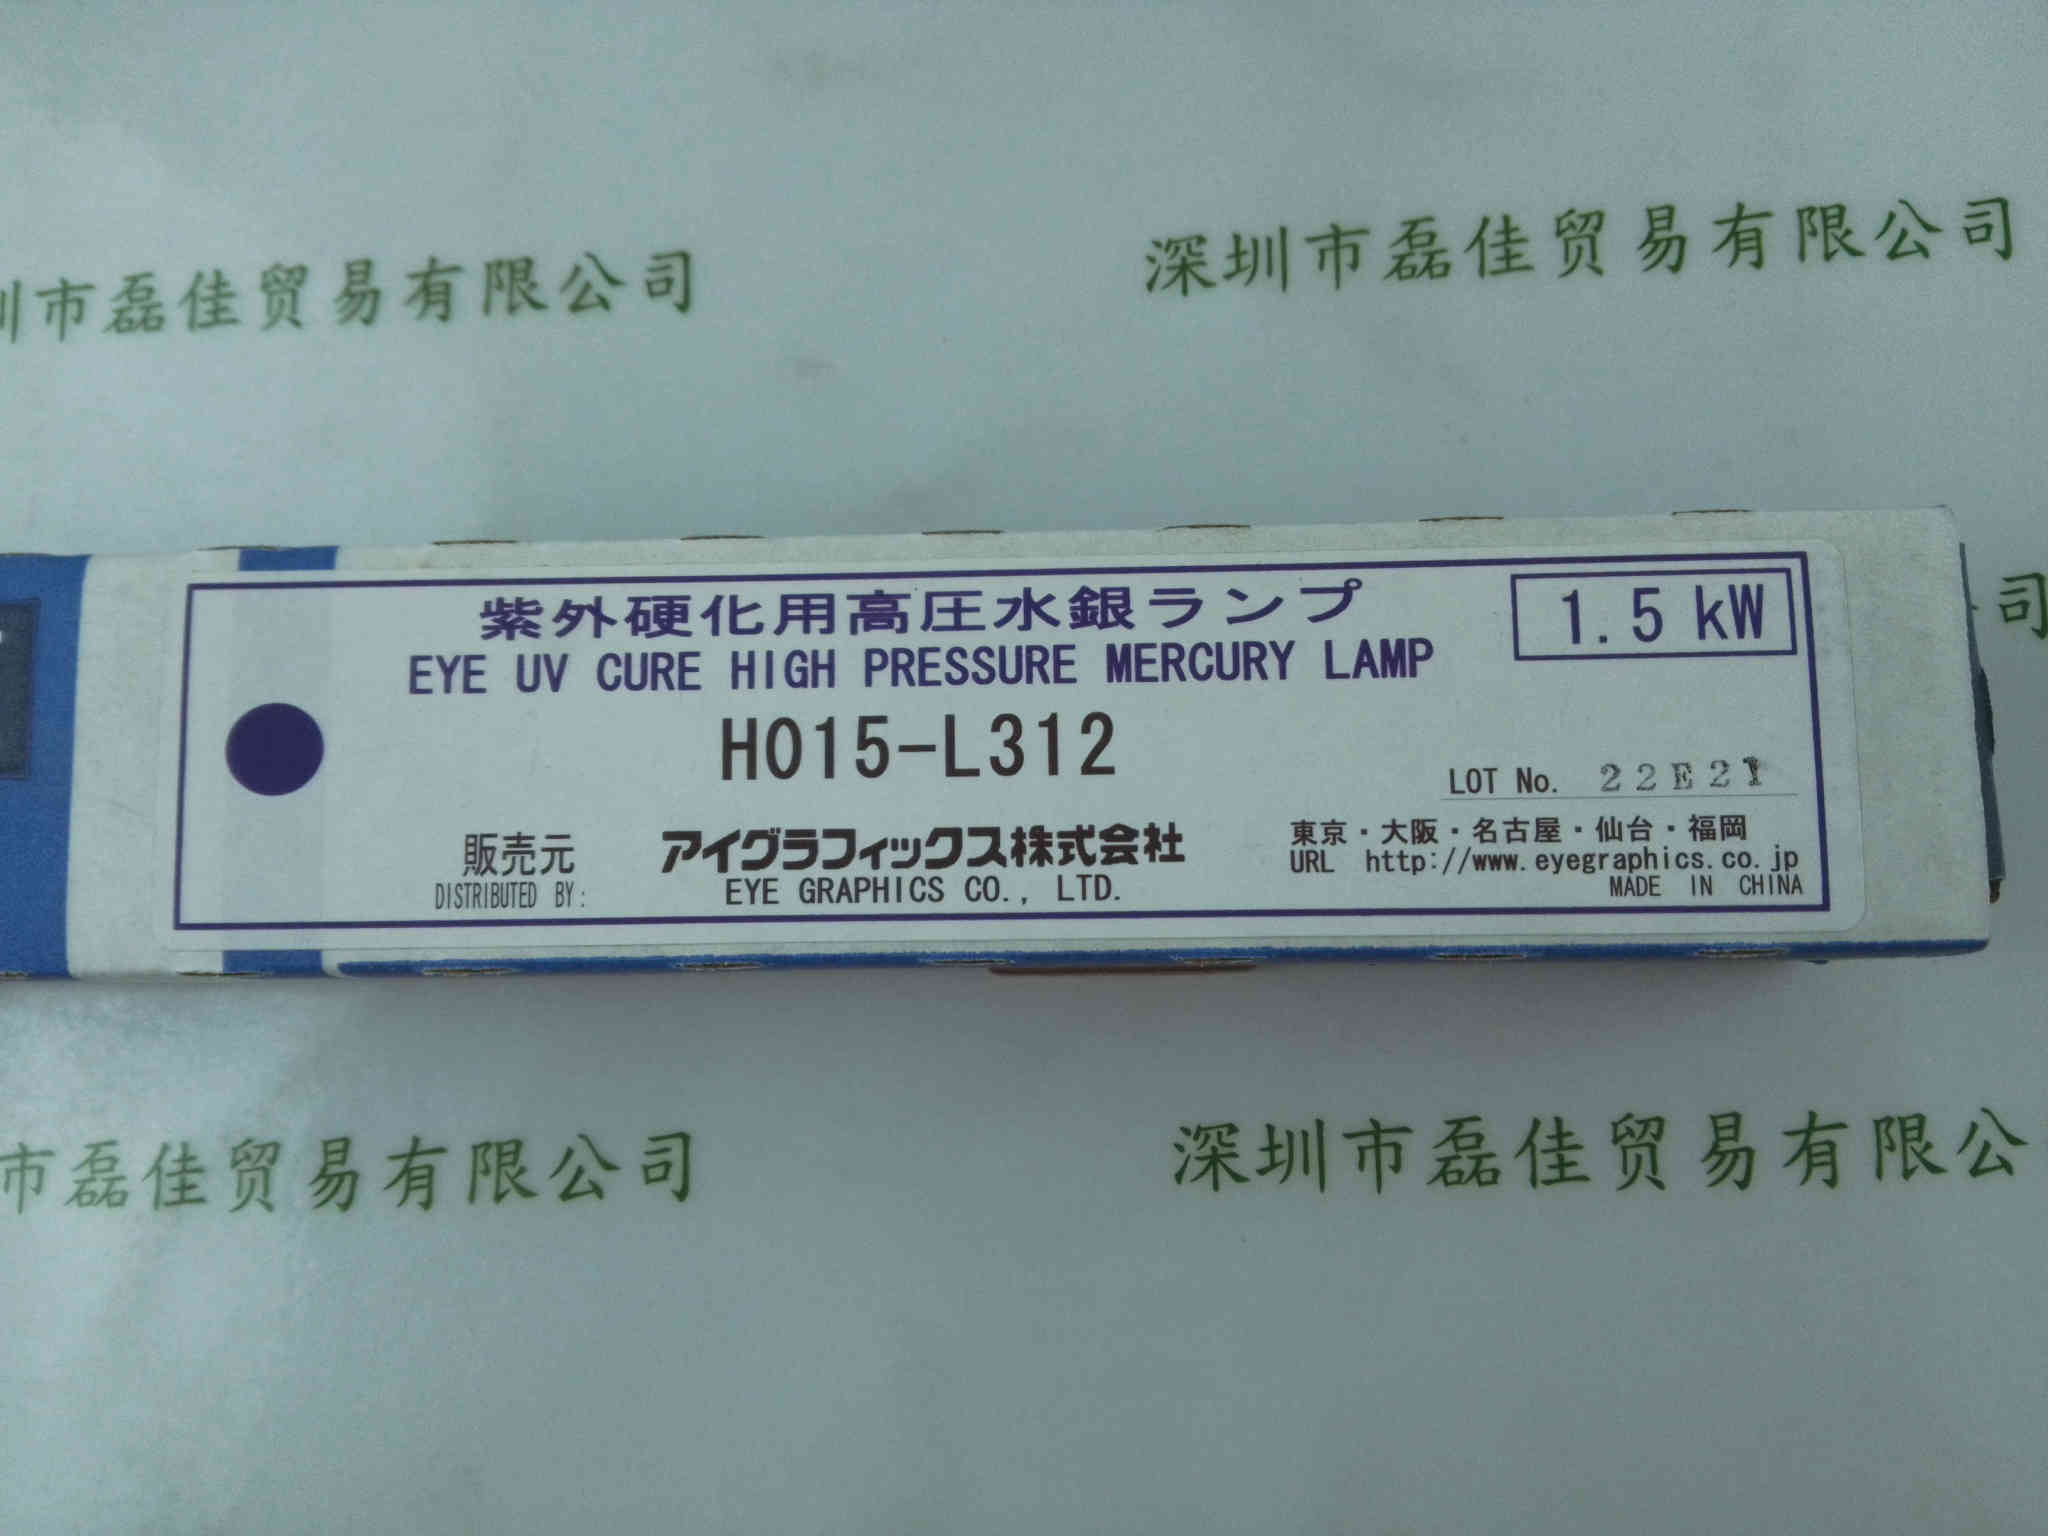 深圳市磊佳贸易有限公司
市磊佳贸易有限公司
司
紫外硬化用高圧水銀ランプ
1.5 kW
EYE UV CURE HIGH PRESSURE MERCURY LAMP
H015-L312
LOT No. 22E21
販売元 アイグラフィックス株式会社
東京・大阪・名古屋・仙台・福岡
DISTRIBUTED BY: EYE GRAPHICS CO., LTD.
URL http://www.eyegraphics.co.jp
MADE IN CHINA
市磊佳贸易有限公司
深圳市磊佳贸易有限公